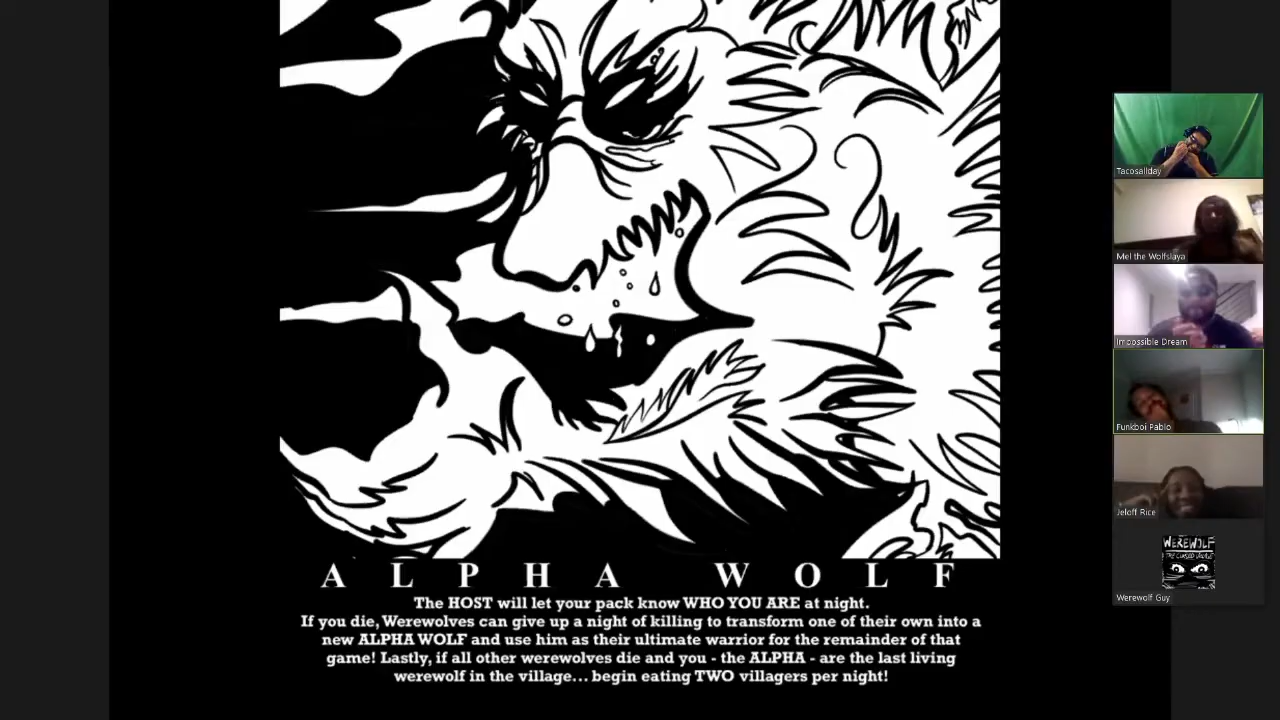 Tacosallday
Mel the Wolfslaya
Impossible Dream
Funkboi Pablo
Jeloff Rice
WEREWOLF
THE CURSED VILLAGE
Werewolf Guy
ALPHA WOLF
The HOST will let your pack know WHO YOU ARE at night.
If you die, Werewolves can give up a night of killing to transform one of their own into a
new ALPHA WOLF and use him as their ultimate warrior for the remainder of that
game! Lastly, if all other werewolves die and you - the ALPHA - are the last living
werewolf in the village... begin eating TWO villagers per night!